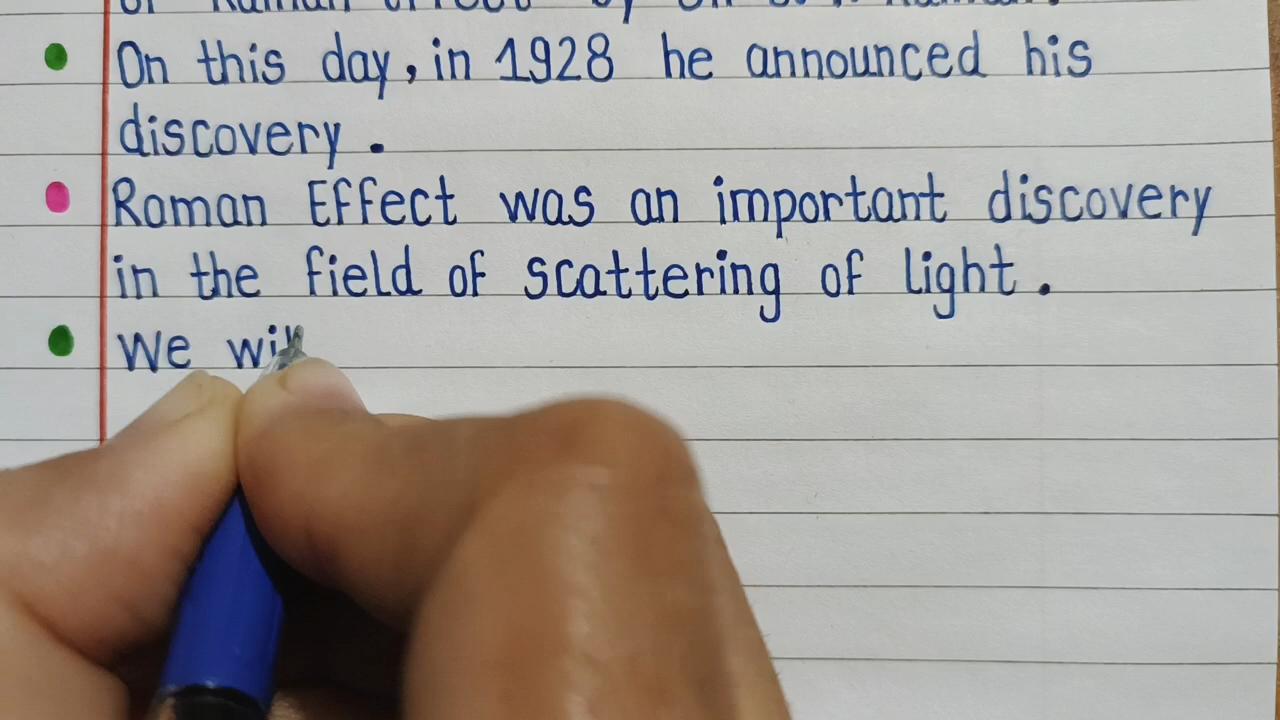 On this day, in 1928 he announced his
discovery.
Roman Effect was an important discovery
in the field of scattering of light.
We wil